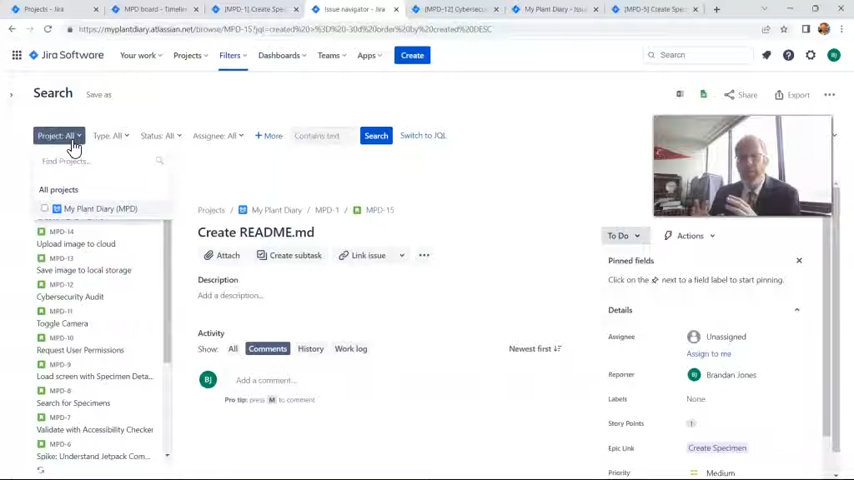 Projects - Jira
MPD board - Timelin
[MPD-1] Create Spec
Issue navigator - Jira
[MPD-12] Cybersecu
My Plant Diary - Issu
[MPD-5] Create Spe
https://myplantdiary.atlassian.net/browse/MPD-15?jql=created%20>%3D%20-30d%20order%20by%20created%20DESC
Jira Software
Your work
Projects
Filters
Dashboards
Teams
Apps
Create
Search
BJ
Search
Save as
Share
Export
Project: All
Type: All
Status: All
Assignee: All
+ More
Contains text
Search
Switch to JQL
Find Projects...
All projects
My Plant Diary (MPD)
MPD-14
Upload image to cloud
MPD-13
Save image to local storage
MPD-12
Cybersecurity Audit
MPD-11
Toggle Camera
MPD-10
Request User Permissions
MPD-9
Load screen with Specimen Deta...
MPD-8
Search for Specimens
MPD-7
Validate with Accessibility Checker
MPD-6
Spike: Understand Jetpack Com...
Projects / My Plant Diary / MPD-1 / MPD-15
Create README.md
Attach
Create subtask
Link issue
Description
Add a description...
Activity
Show:
All
Comments
History
Work log
Newest first
BJ
Add a comment...
Pro tip: press M to comment
To Do
Actions
Pinned fields
Click on the next to a field label to start pinning.
Details
Assignee
Unassigned
Assign to me
Reporter
BJ
Brandan Jones
Labels
None
Story Points
1
Epic Link
Create Specimen
Priority
Medium